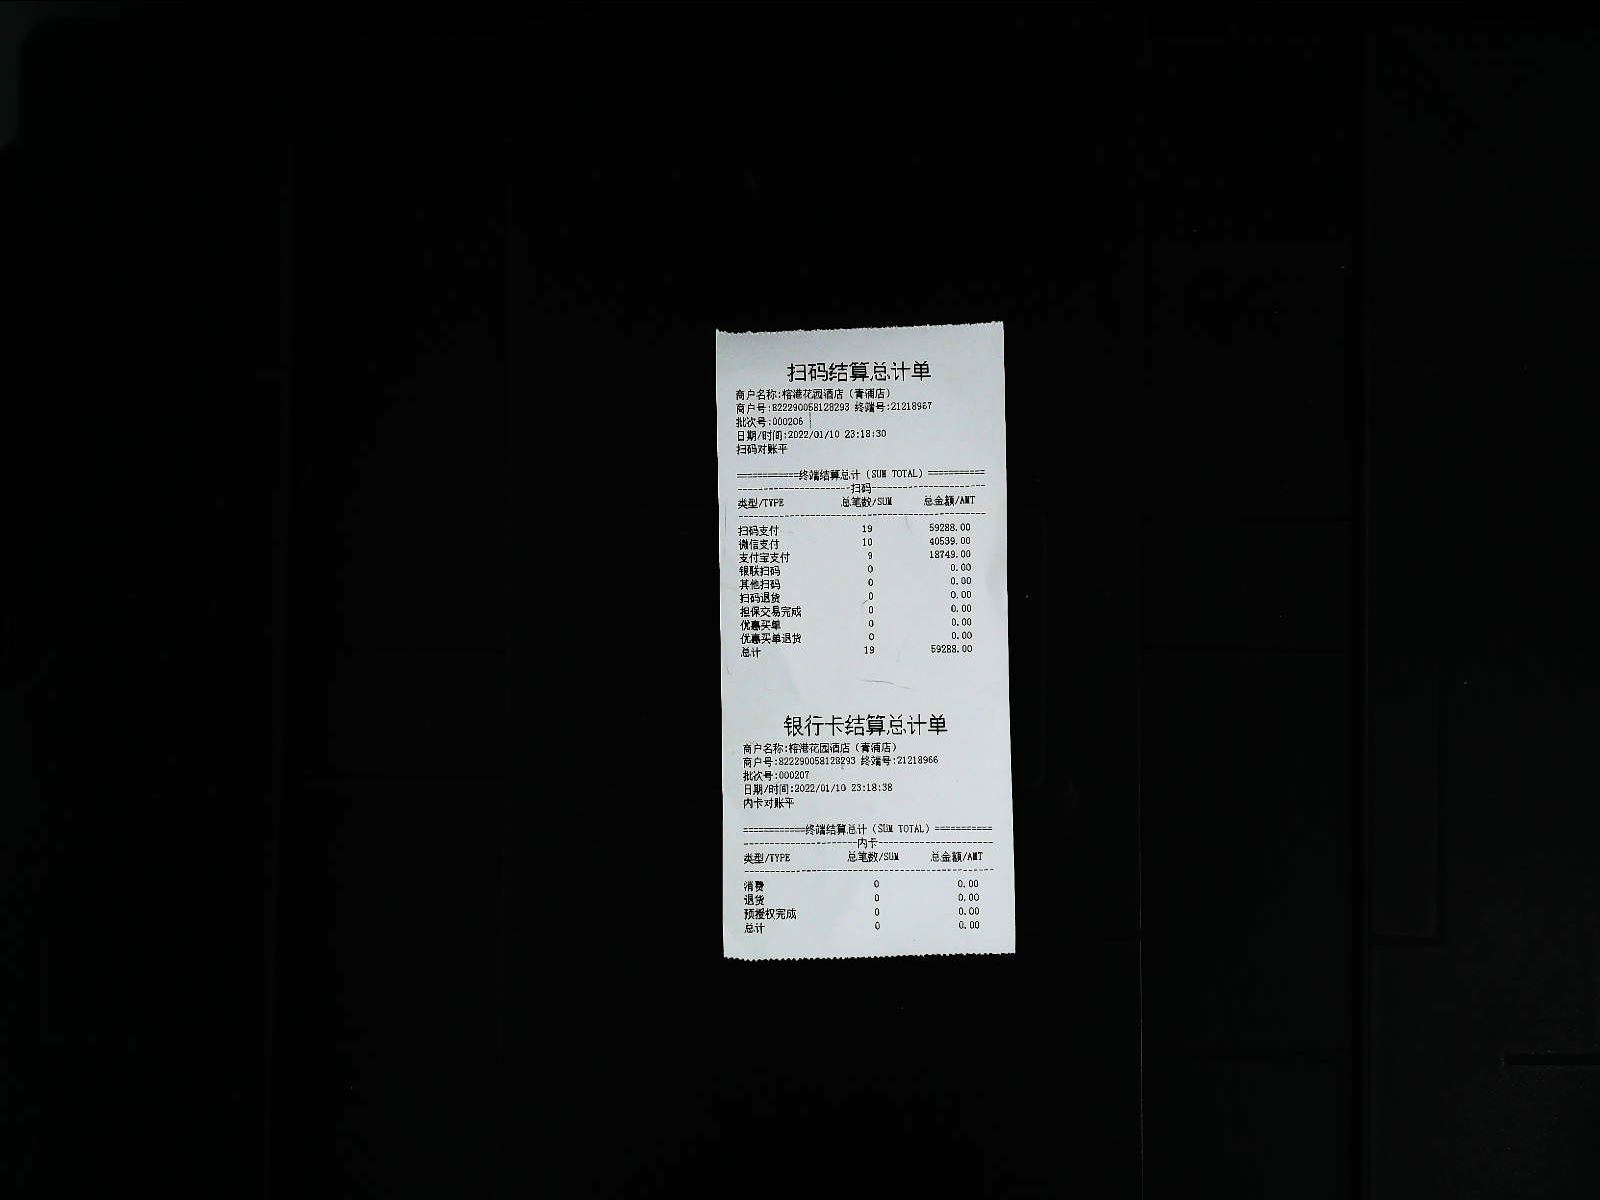 扫码结算总计单
商户名称:榕港花园酒店（青浦店）
商户号:822290058128293 终端号:21218967
批次号:000206
日期/时间:2022/01/10 23:18:30
扫码对账平
============终端结算总计（SUM TOTAL）===========
----------------------扫码----------------------
类型/TYPE 总笔数/SUM 总金额/AMT
------------------------------------------------
扫码支付 19 59288.00
微信支付 10 40539.00
支付宝支付 9 18749.00
银联扫码 0 0.00
其他扫码 0 0.00
扫码退货 0 0.00
担保交易完成 0 0.00
优惠买单 0 0.00
优惠买单退货 0 0.00
总计 19 59288.00
银行卡结算总计单
商户名称:榕港花园酒店（青浦店）
商户号:822290058128293 终端号:21218966
批次号:000207
日期/时间:2022/01/10 23:18:38
内卡对账平
============终端结算总计（SUM TOTAL）===========
----------------------内卡----------------------
类型/TYPE 总笔数/SUM 总金额/AMT
------------------------------------------------
消费 0 0.00
退货 0 0.00
预授权完成 0 0.00
总计 0 0.00